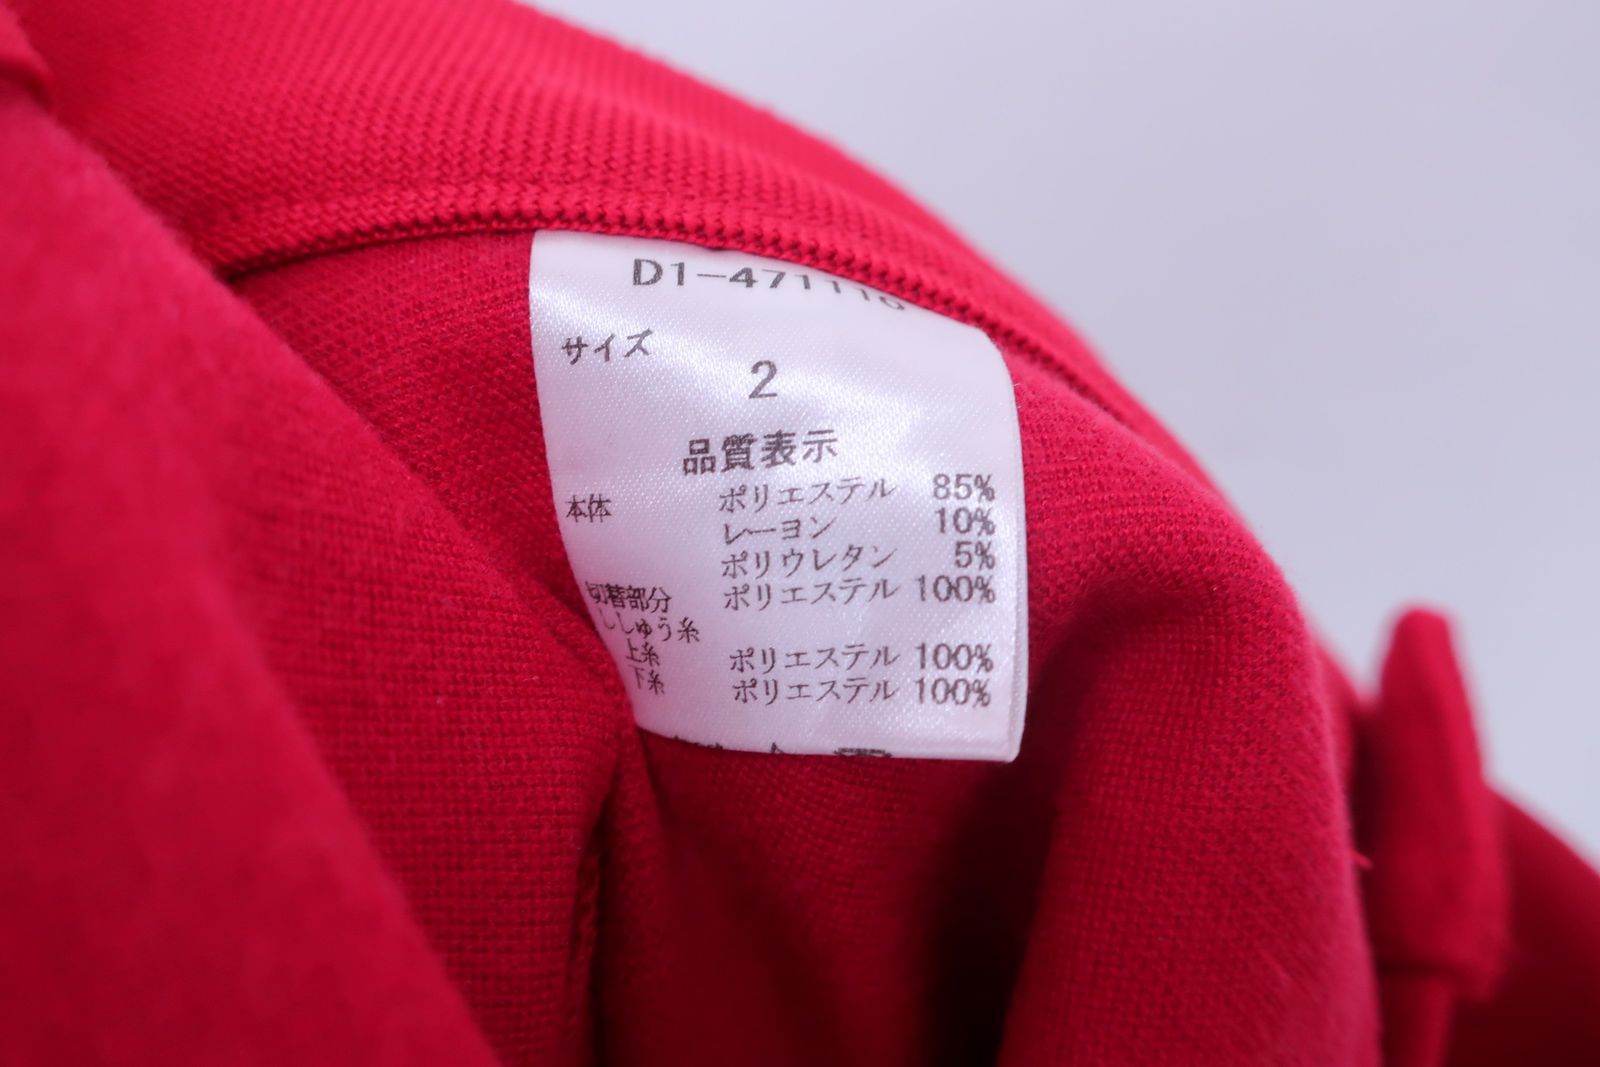 D1-471116
サイズ
2
品質表示
本体 ポリエステル 85%
レーヨン 10%
ポリウレタン 5%
切替部分 ポリエステル 100%
ししゅう糸
上糸 ポリエステル 100%
下糸 ポリエステル 100%